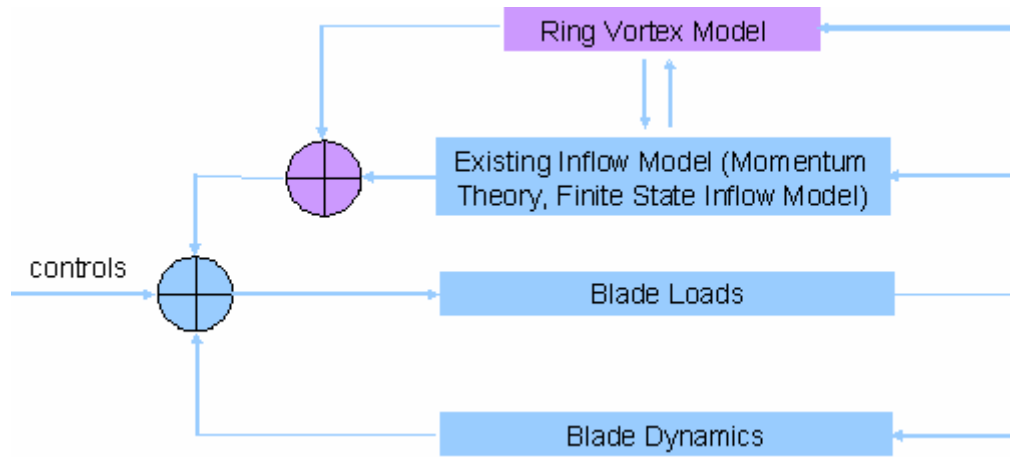 Ring Vortex Model
Existing Inflow Model (Momentum
Theory, Finite State Inflow Model)
controls
Blade Loads
Blade Dynamics